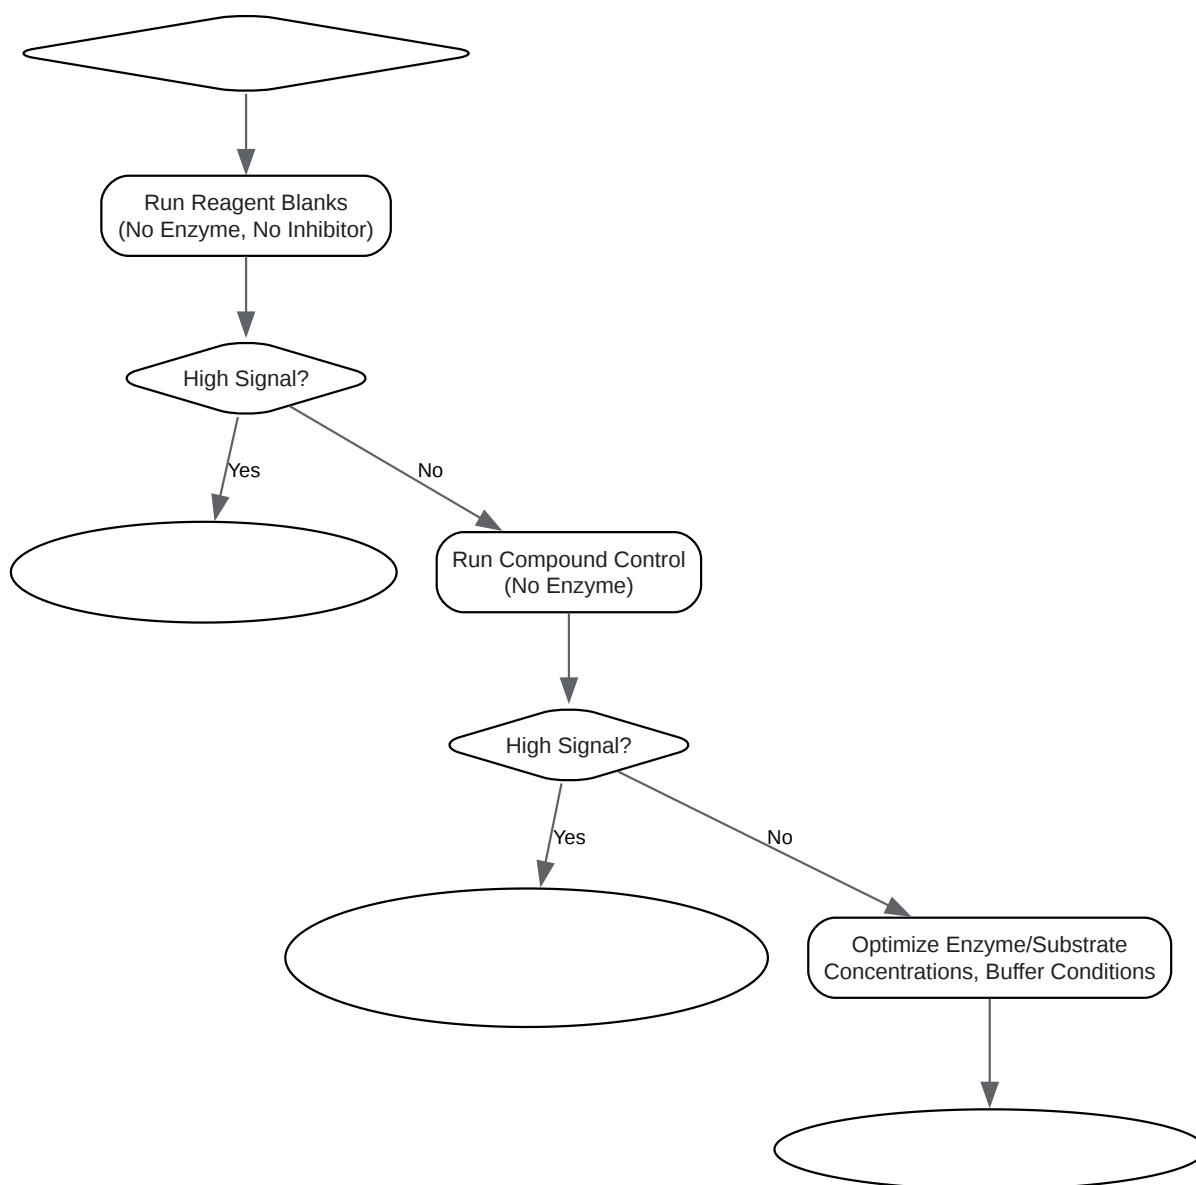 Run Reagent Blanks
(No Enzyme, No Inhibitor)
High Signal?
Yes
No
Run Compound Control
(No Enzyme)
High Signal?
Yes
No
Optimize Enzyme/Substrate
Concentrations, Buffer Conditions